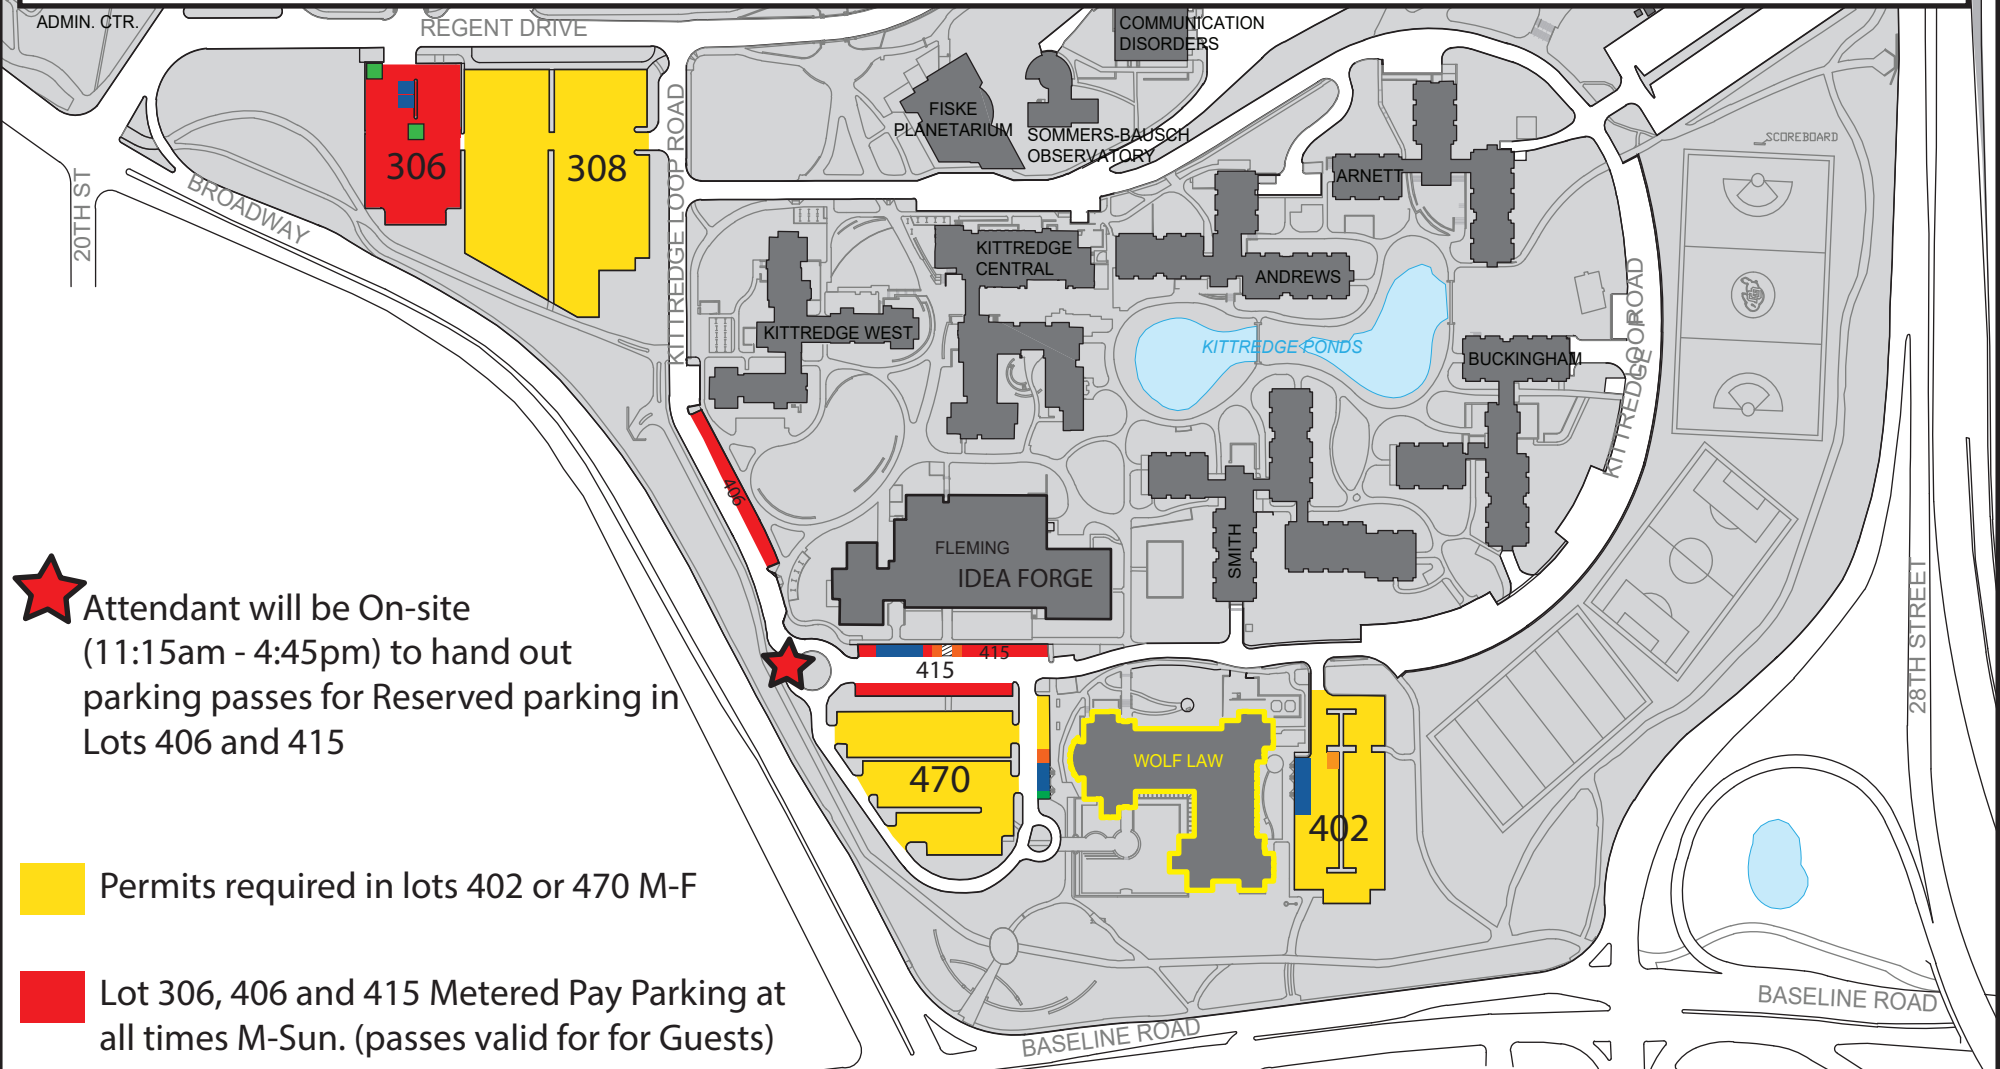 ADMIN. CTR.
REGENT DRIVE
COMMUNICATION
DISORDERS
FISKE
PLANETARIUM
SOMMERS-BAUSCH
OBSERVATORY
SCOREBOARD
306
308
KITTREDGE LOOP ROAD
20TH ST
BROADWAY
ARNETT
KITTREDGE
CENTRAL
ANDREWS
KITTREDGE WEST
KITTREDGE PONDS
BUCKINGHAM
KITTREDGE LOOP ROAD
406
FLEMING
IDEA FORGE
SMITH
28TH STREET
Attendant will be On-site
(11:15am - 4:45pm) to hand out
parking passes for Reserved parking in
Lots 406 and 415
415
415
WOLF LAW
470
402
Permits required in lots 402 or 470 M-F
Lot 306, 406 and 415 Metered Pay Parking at
all times M-Sun. (passes valid for for Guests)
BASELINE ROAD
BASELINE ROAD